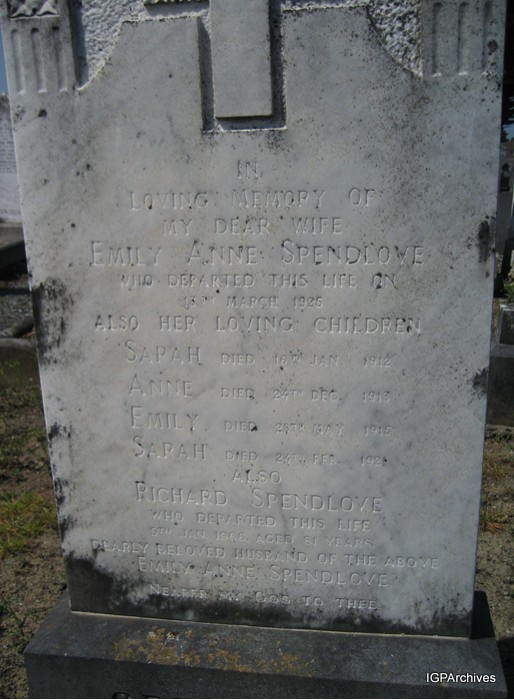 IN
LOVING MEMORY OF
MY DEAR WIFE
EMILY ANNE SPENDLOVE
WHO DEPARTED THIS LIFE ON
MARCH 1925
ALSO HER LOVING CHILDREN
SARAH DIED 16TH JAN. 1912
ANNE DIED 24TH DEC. 1913
EMILY DIED 28TH MAY 1915
SARAH DIED 24TH FEB.
ALSO
RICHARD SPENDLOVE
WHO DEPARTED THIS LIFE
JAN. AGED 81 YEARS
DEARLY BELOVED HUSBAND OF THE ABOVE
EMILY ANNE SPENDLOVE
NEARER MY GOD TO THEE
IGPArchives